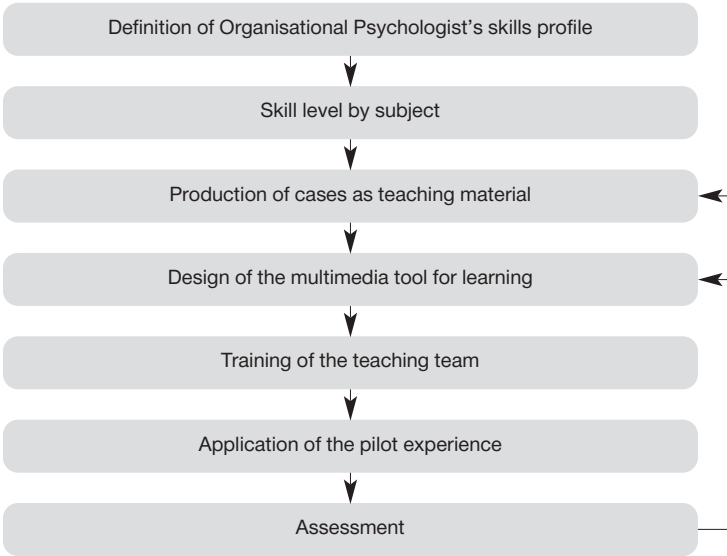 Definition of Organisational Psychologist's skills profile
Skill level by subject
Production of cases as teaching material
Design of the multimedia tool for learning
Training of the teaching team
Application of the pilot experience
Assessment